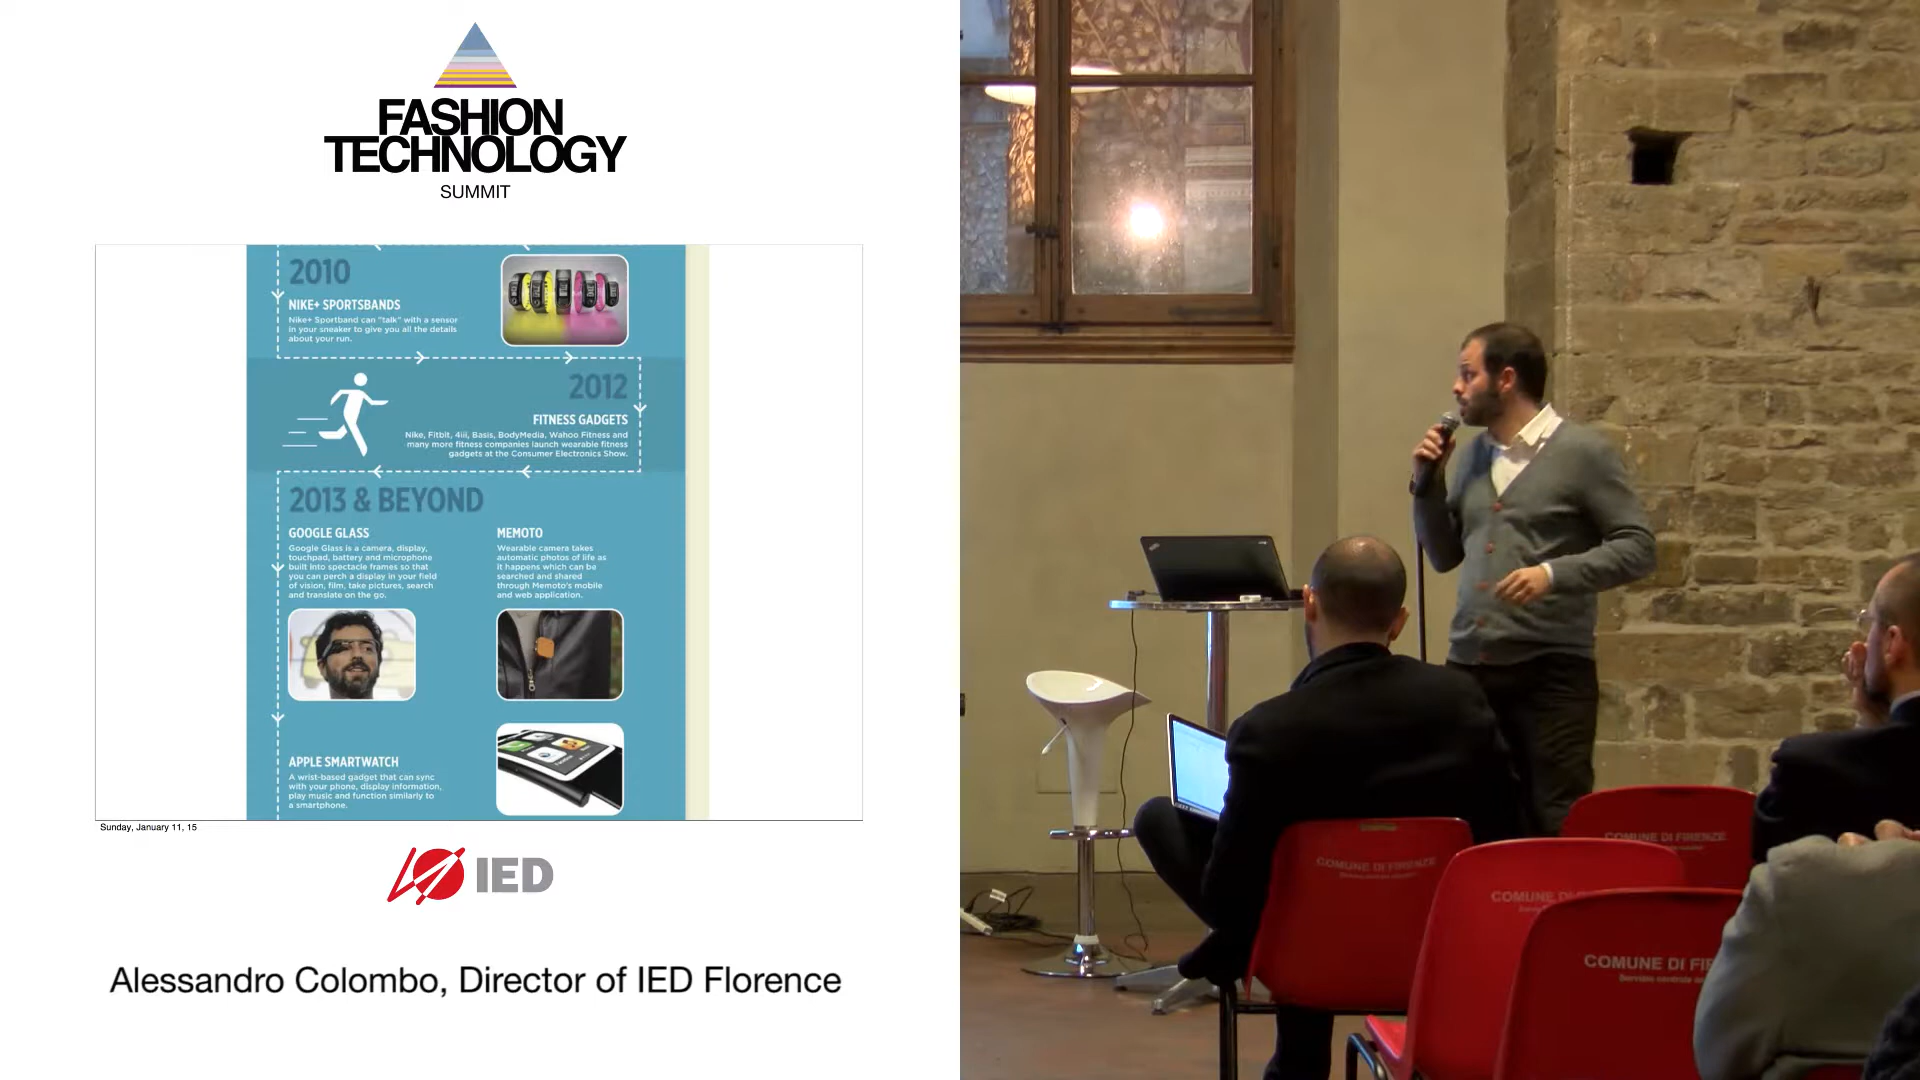 FASHION
TECHNOLOGY
SUMMIT
2010
NIKE+ SPORTSBANDS
Nike+ Sportband can "talk" with a sensor
in your sneaker to give you all the details
about your run.
2012
FITNESS GADGETS
Nike, Fitbit, 4iii, Basis, BodyMedia, Wahoo Fitness and
many more fitness companies launch wearable fitness
gadgets at the Consumer Electronics Show.
2013 & BEYOND
GOOGLE GLASS
Google Glass is a camera, display,
touchpad, battery and microphone
built into spectacle frames so that
you can perch a display in your field
of vision, film, take pictures, search
and translate on the go.
MEMOTO
Wearable camera takes
automatic photos of life as
it happens which can be
searched and shared
through Memoto's mobile
and web application.
APPLE SMARTWATCH
A wrist-based gadget that can sync
with your phone, display information,
play music and function similarly to
a smartphone.
Sunday, January 11, 15
IED
Alessandro Colombo, Director of IED Florence
COMUNE DI FIRENZE
COMUNE DI FIRENZE
COMUNE DI
COMUNE DI FI